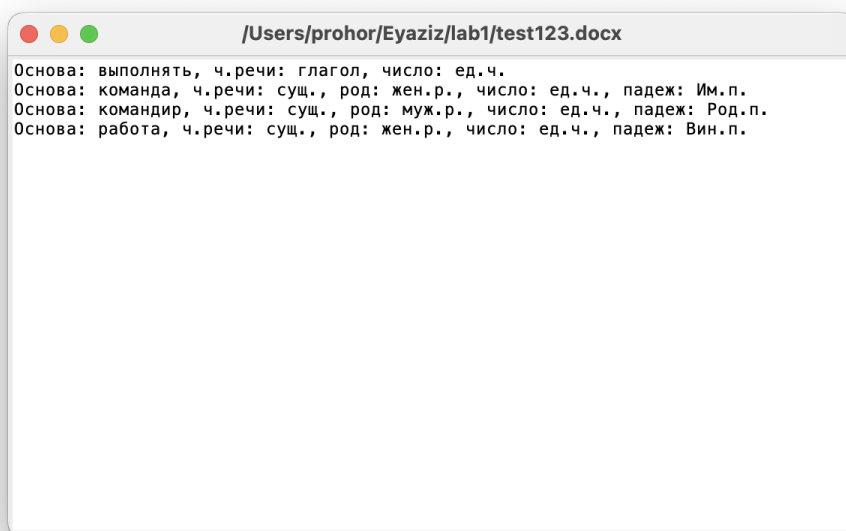 /Users/prohor/Eyaziz/lab1/test123.docx
Основа: выполнять, ч.речи: глагол, число: ед.ч.
Основа: команда, ч.речи: сущ., род: жен.р., число: ед.ч., падеж: Им.п.
Основа: командир, ч.речи: сущ., род: муж.р., число: ед.ч., падеж: Род.п.
Основа: работа, ч.речи: сущ., род: жен.р., число: ед.ч., падеж: Вин.п.